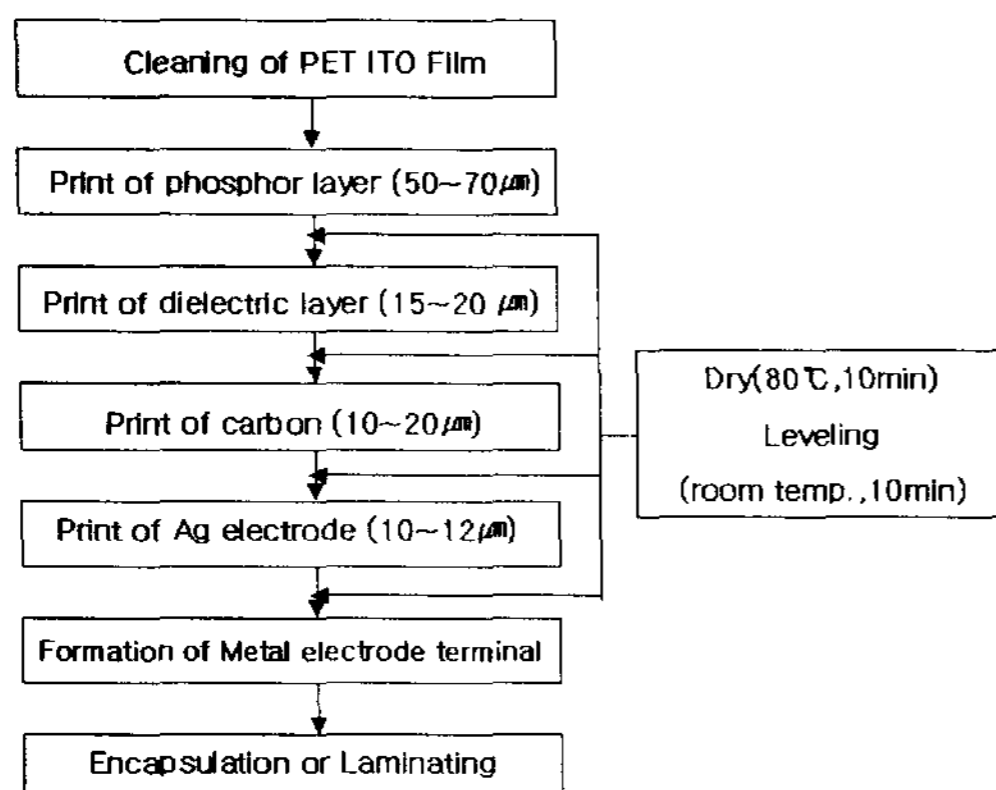 Cleaning of PET ITO Film
Print of phosphor layer (50~70㎛)
Print of dielectric layer (15~20 ㎛)
Print of carbon (10~20㎛)
Dry(80℃,10min)
Leveling
(room temp.,10min)
Print of Ag electrode (10~12㎛)
Formation of Metal electrode terminal
Encapsulation or Laminating